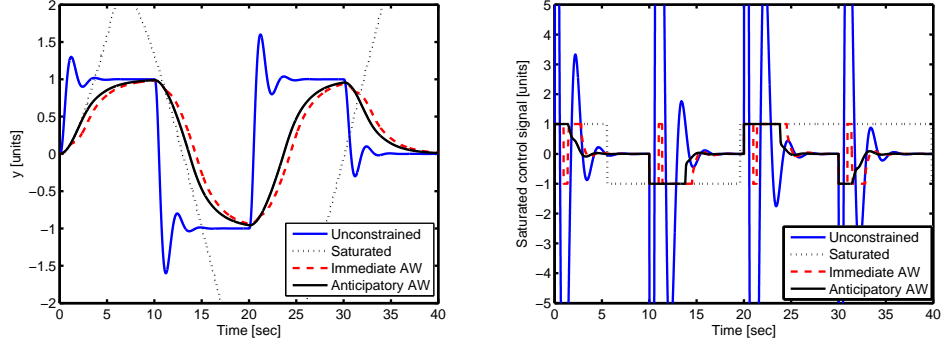 2
1.5
1
0.5
0
−0.5
−1
−1.5
−2
y [units]
0 5 10 15 20 25 30 35 40
Time [sec]
Unconstrained
Saturated
Immediate AW
Anticipatory AW
5
4
3
2
1
0
−1
−2
−3
−4
−5
Saturated control signal [units]
0 5 10 15 20 25 30 35 40
Time [sec]
Unconstrained
Saturated
Immediate AW
Anticipatory AW